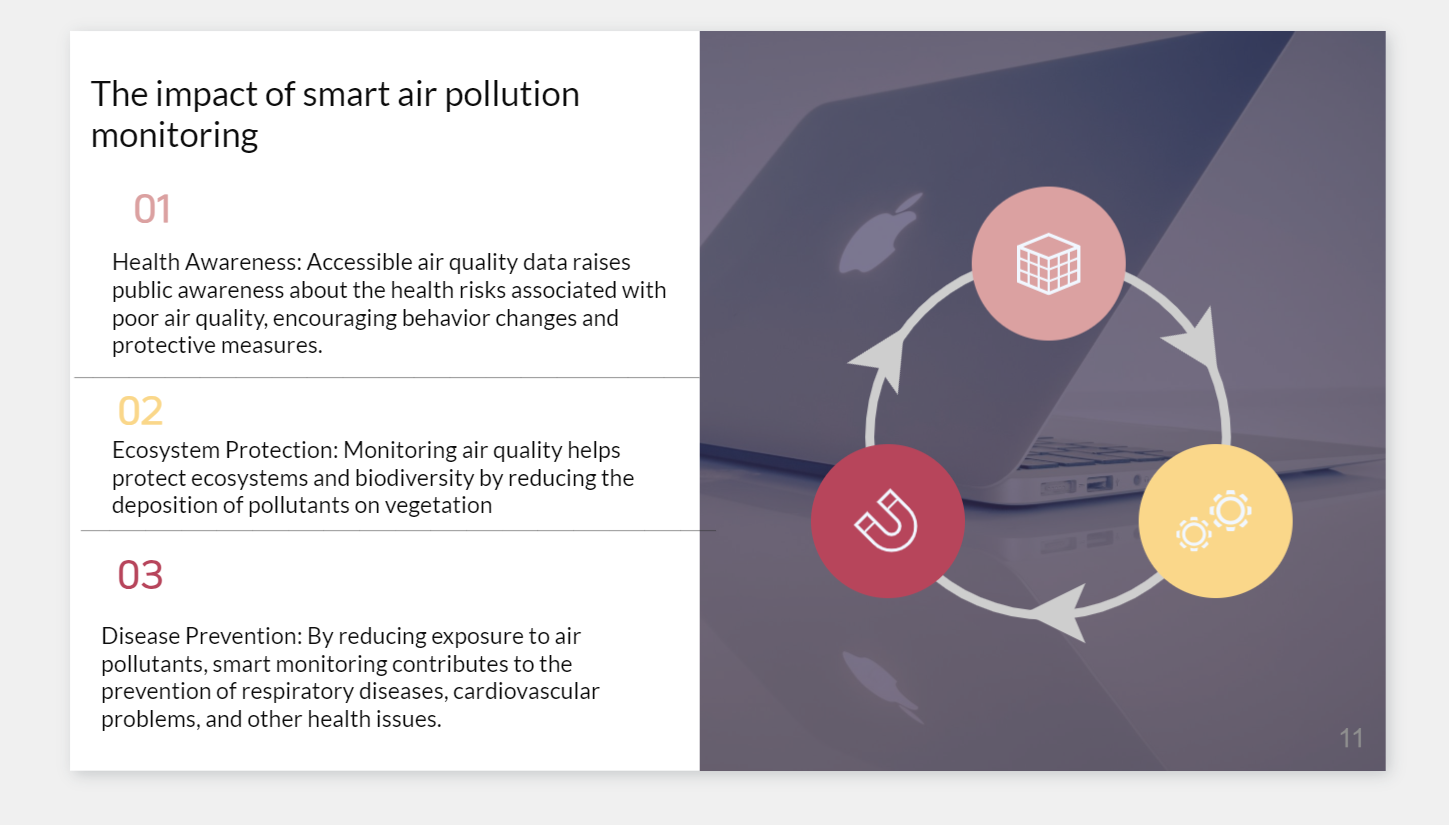 The impact of smart air pollution
monitoring
01
Health Awareness: Accessible air quality data raises
public awareness about the health risks associated with
poor air quality, encouraging behavior changes and
protective measures.
02
Ecosystem Protection: Monitoring air quality helps
protect ecosystems and biodiversity by reducing the
deposition of pollutants on vegetation
03
Disease Prevention: By reducing exposure to air
pollutants, smart monitoring contributes to the
prevention of respiratory diseases, cardiovascular
problems, and other health issues.
11